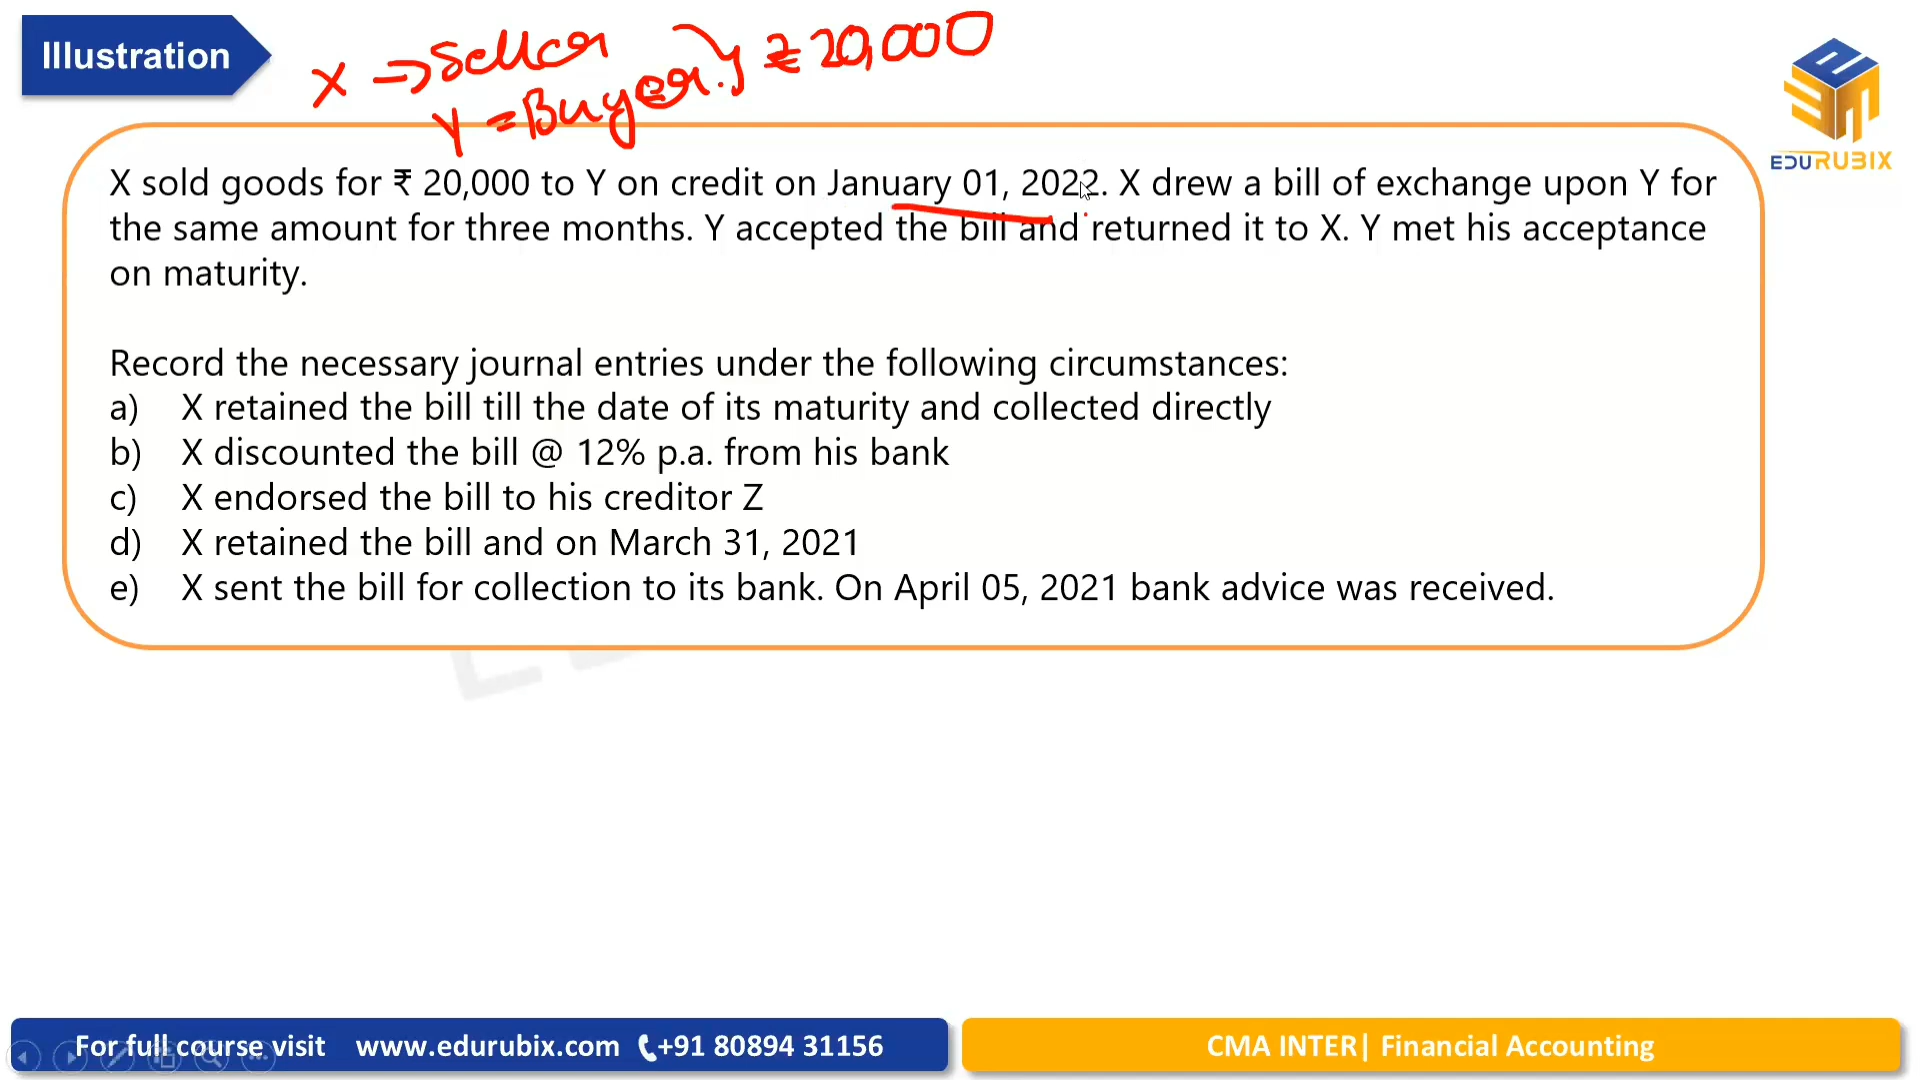 Illustration
X → Seller
Y = Buyer. } ₹ 20,000
EDURUBIX
X sold goods for ₹ 20,000 to Y on credit on January 01, 2022. X drew a bill of exchange upon Y for
the same amount for three months. Y accepted the bill and returned it to X. Y met his acceptance
on maturity.
Record the necessary journal entries under the following circumstances:
a) X retained the bill till the date of its maturity and collected directly
b) X discounted the bill @ 12% p.a. from his bank
c) X endorsed the bill to his creditor Z
d) X retained the bill and on March 31, 2021
e) X sent the bill for collection to its bank. On April 05, 2021 bank advice was received.
For full course visit www.edurubix.com +91 80894 31156
CMA INTER| Financial Accounting